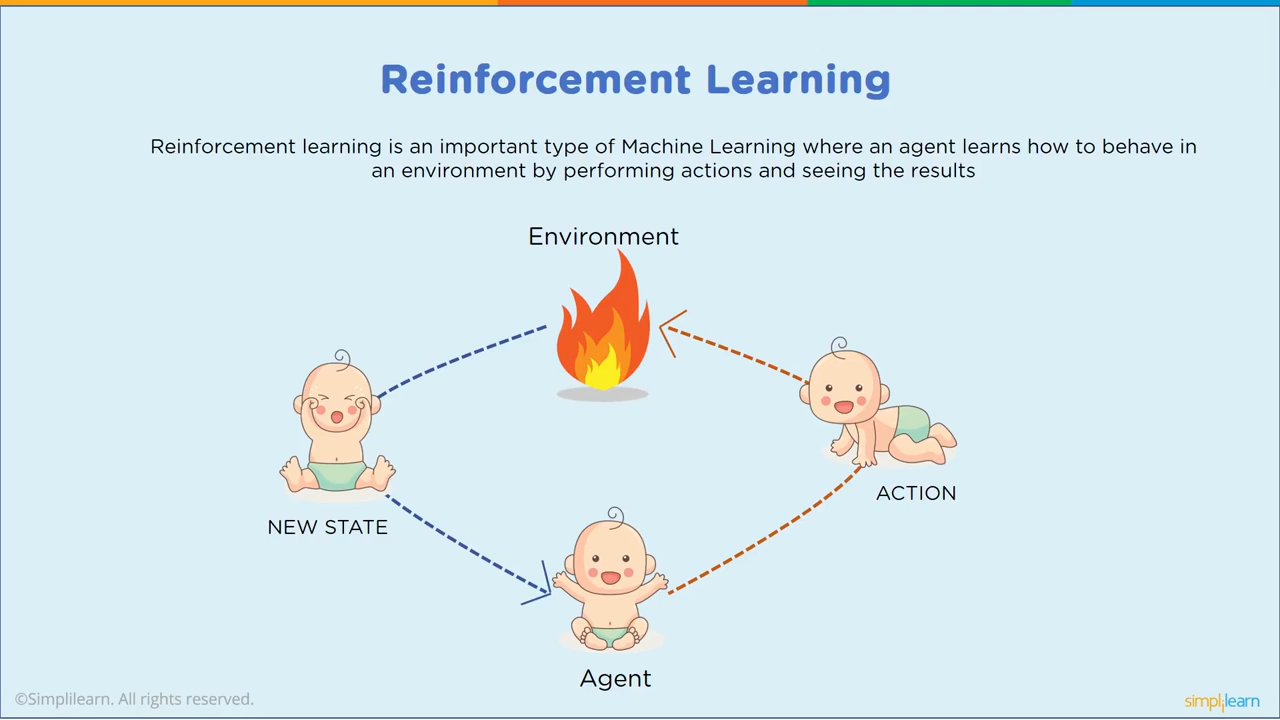 Reinforcement Learning
Reinforcement learning is an important type of Machine Learning where an agent learns how to behave in
an environment by performing actions and seeing the results
Environment
ACTION
NEW STATE
Agent
©Simplilearn. All rights reserved.
simplilearn